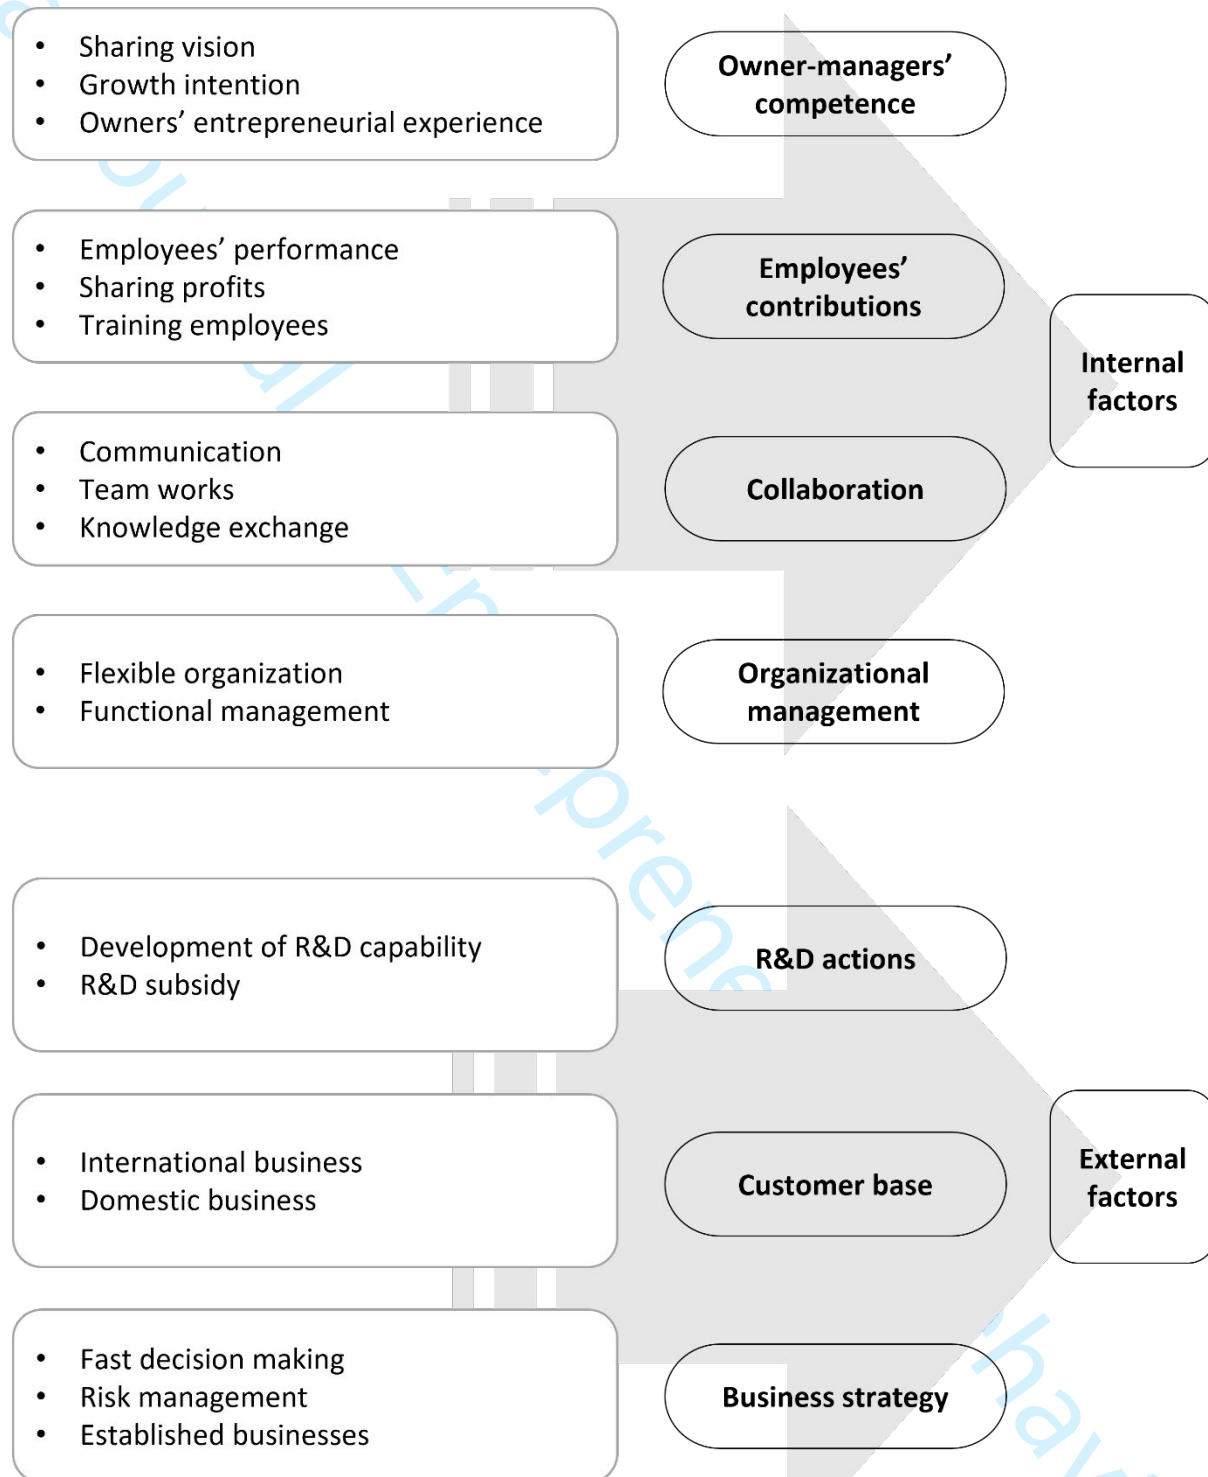 • Sharing vision
• Growth intention
• Owners’ entrepreneurial experience
Owner-managers’
competence
• Employees’ performance
• Sharing profits
• Training employees
Employees’
contributions
Internal
factors
• Communication
• Team works
• Knowledge exchange
Collaboration
• Flexible organization
• Functional management
Organizational
management
• Development of R&D capability
• R&D subsidy
R&D actions
• International business
• Domestic business
Customer base
External
factors
• Fast decision making
• Risk management
• Established businesses
Business strategy